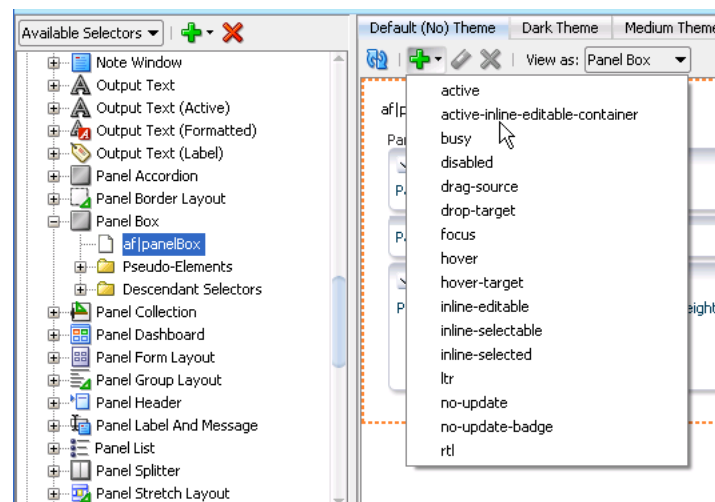 Available Selectors
Note Window
Output Text
Output Text (Active)
Output Text (Formatted)
Output Text (Label)
Panel Accordion
Panel Border Layout
Panel Box
af|panelBox
Pseudo-Elements
Descendant Selectors
Panel Collection
Panel Dashboard
Panel Form Layout
Panel Group Layout
Panel Header
Panel Label And Message
Panel List
Panel Splitter
Panel Stretch Layout
Default (No) Theme Dark Theme Medium Theme
View as: Panel Box
af|p
Pa
P
P
P
eight
active
active-inline-editable-container
busy
disabled
drag-source
drop-target
focus
hover
hover-target
inline-editable
inline-selectable
inline-selected
ltr
no-update
no-update-badge
rtl